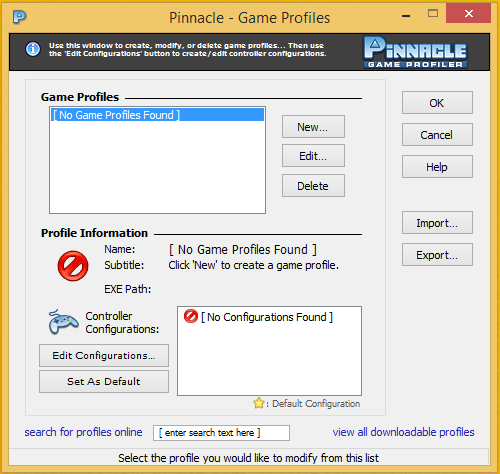 Pinnacle - Game Profiles
Use this window to create, modify, or delete game profiles... Then use
the 'Edit Configurations' button to create/edit controller configurations.
PINNACLE
GAME PROFILER
Game Profiles
[ No Game Profiles Found ]
New...
Edit...
Delete
OK
Cancel
Help
Import...
Export...
Profile Information
Name: [ No Game Profiles Found ]
Subtitle: Click 'New' to create a game profile.
EXE Path:
Controller
Configurations:
[ No Configurations Found ]
Edit Configurations...
Set As Default
: Default Configuration
search for profiles online
[ enter search text here ]
view all downloadable profiles
Select the profile you would like to modify from this list